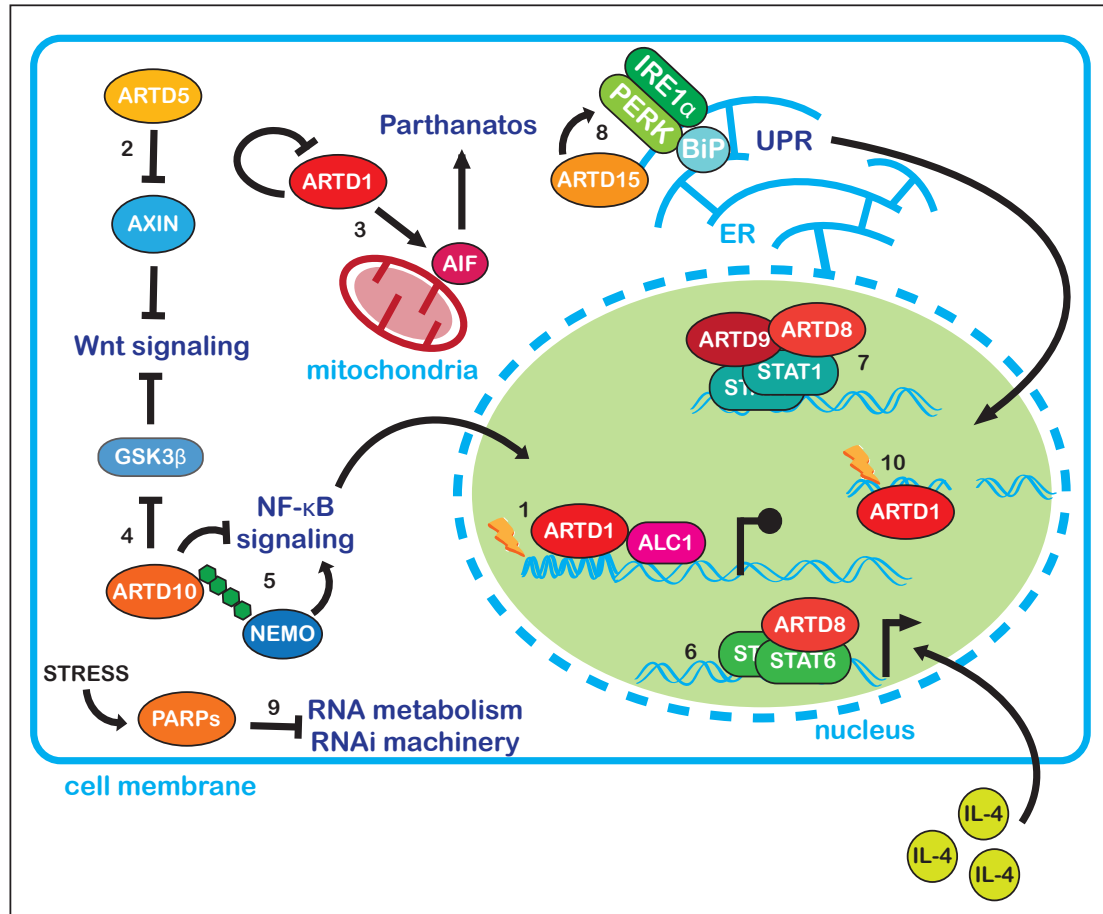 ARTD5
2
AXIN
Wnt signaling
GSK3β
4
ARTD10
5
NEMO
NF-κB
signaling
STRESS
PARPs
9
RNA metabolism
RNAi machinery
cell membrane
ARTD1
3
AIF
Parthanatos
mitochondria
IRE1α
PERK
8
BiP
ARTD15
UPR
ER
ARTD9
ARTD8
STAT1
7
10
ARTD1
1
ARTD1
ALC1
ARTD8
6
STAT6
nucleus
IL-4
IL-4
IL-4